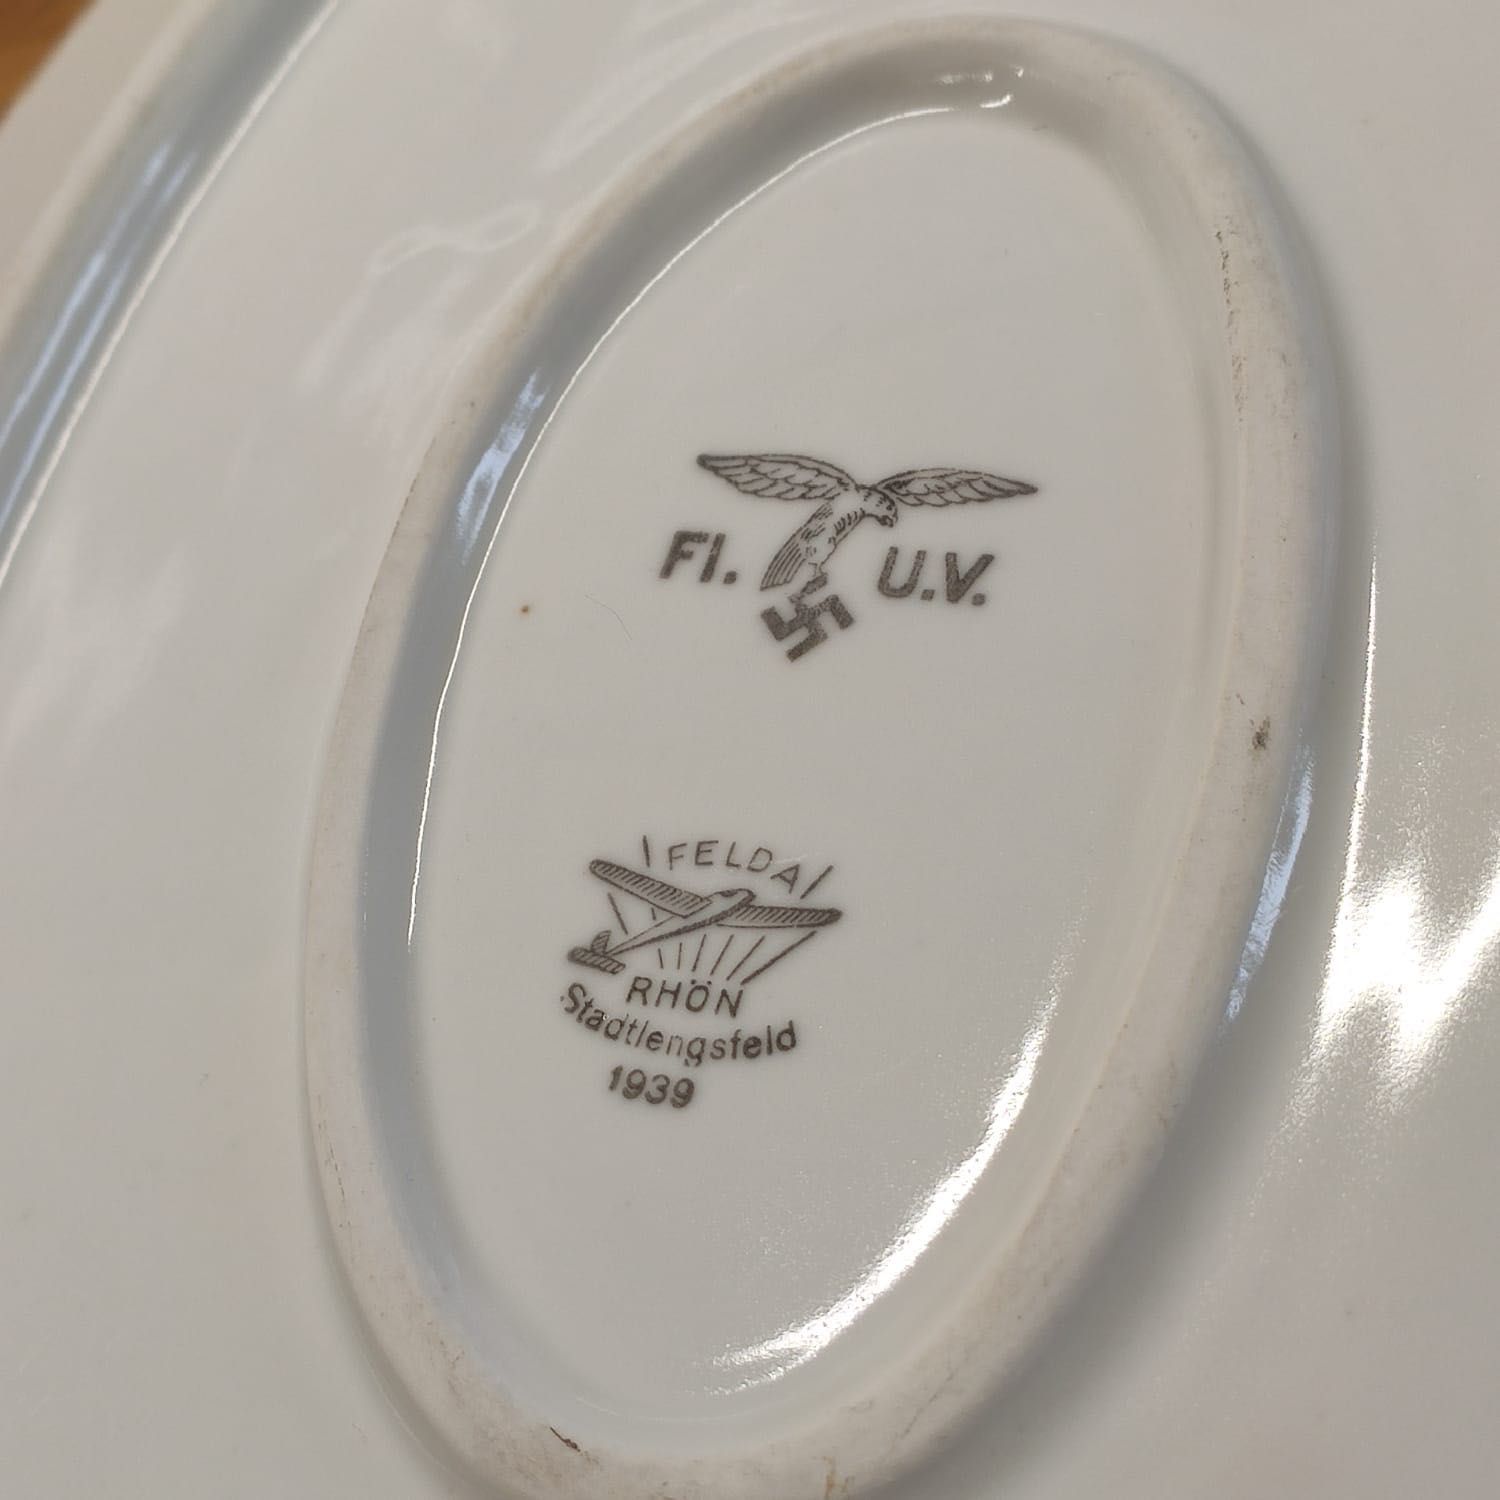 Fl. U.V.
FELDA
RHÖN
Stadtlengsfeld
1939